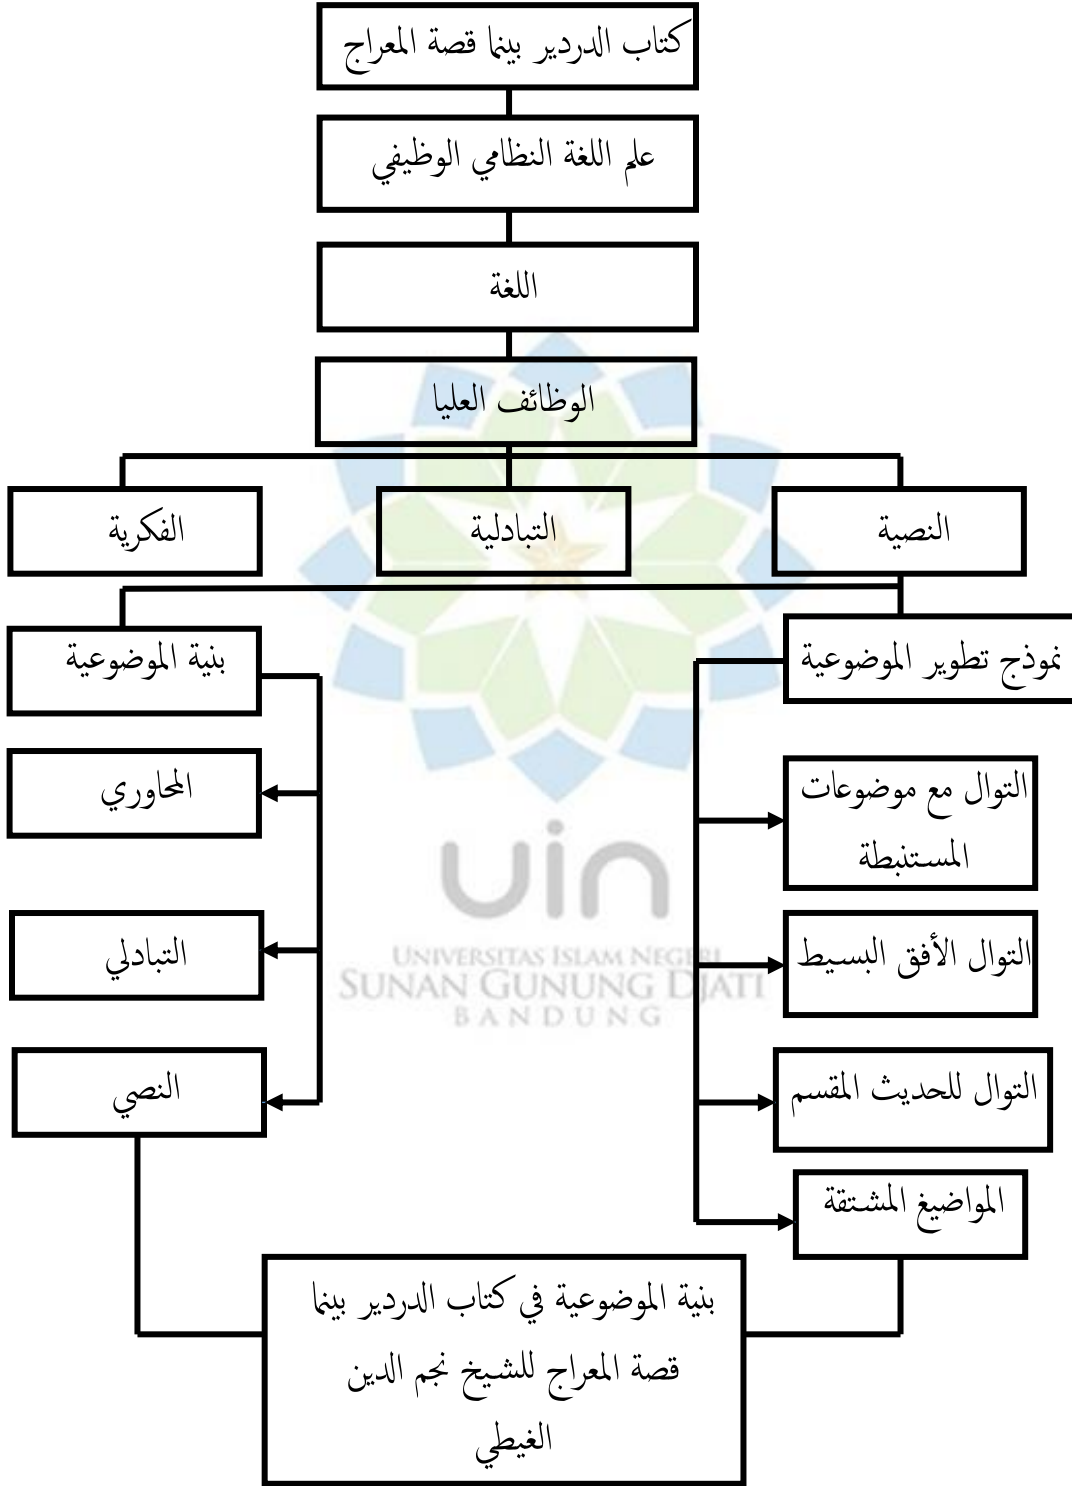 كتاب الدردير بينما قصة المعراج
علم اللغة النظامي الوظيفي
اللغة
الوظائف العليا
النصية
التبادلية
الفكرية
نموذج تطوير الموضوعية
بنية الموضوعية
التوال مع موضوعات
المستنبطة
المحاوري
التوال الأفق البسيط
التبادلي
التوال للحديث المقسم
النصي
المواضيغ المشتقة
بنية الموضوعية في كتاب الدردير بينما
قصة المعراج للشيخ نجم الدين
الغيطي
uin
UNIVERSITAS ISLAM NEGERI
SUNAN GUNUNG DJATI
BANDUNG